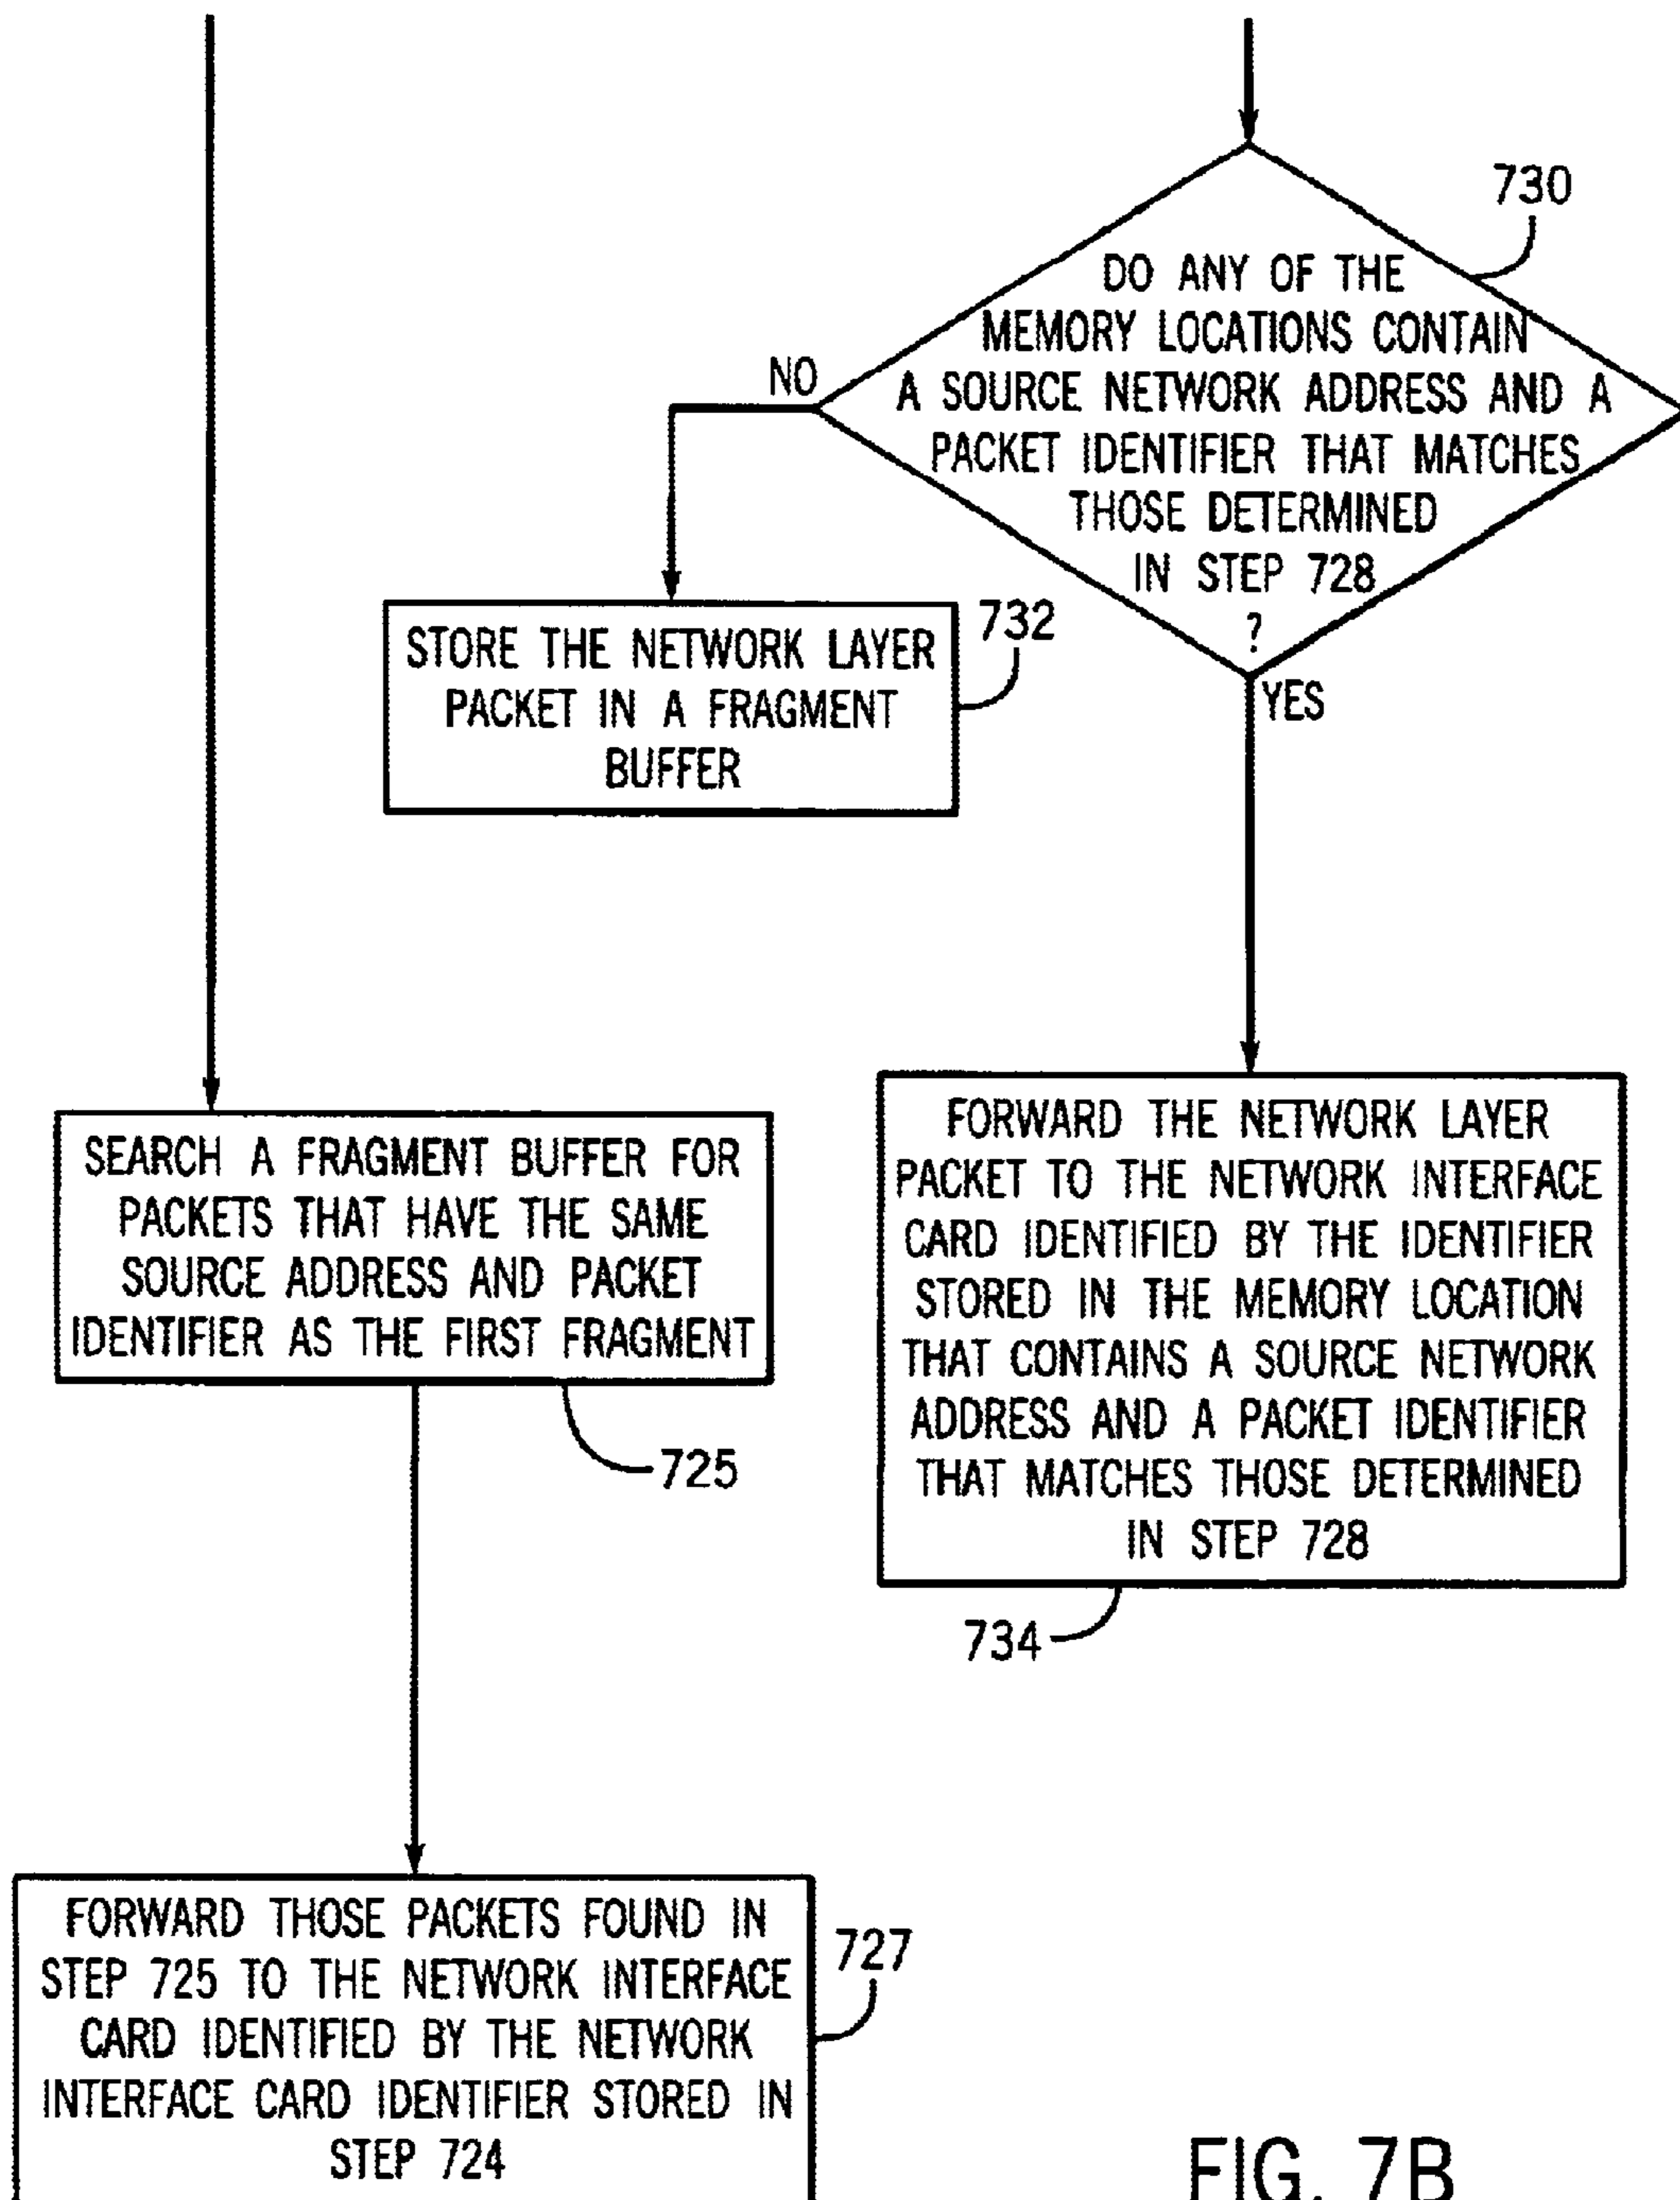 730
DO ANY OF THE
MEMORY LOCATIONS CONTAIN
A SOURCE NETWORK ADDRESS AND A
PACKET IDENTIFIER THAT MATCHES
THOSE DETERMINED
IN STEP 728
?
NO
YES
732
STORE THE NETWORK LAYER
PACKET IN A FRAGMENT
BUFFER
SEARCH A FRAGMENT BUFFER FOR
PACKETS THAT HAVE THE SAME
SOURCE ADDRESS AND PACKET
IDENTIFIER AS THE FIRST FRAGMENT
725
FORWARD THE NETWORK LAYER
PACKET TO THE NETWORK INTERFACE
CARD IDENTIFIED BY THE IDENTIFIER
STORED IN THE MEMORY LOCATION
THAT CONTAINS A SOURCE NETWORK
ADDRESS AND A PACKET IDENTIFIER
THAT MATCHES THOSE DETERMINED
IN STEP 728
734
FORWARD THOSE PACKETS FOUND IN
STEP 725 TO THE NETWORK INTERFACE
CARD IDENTIFIED BY THE NETWORK
INTERFACE CARD IDENTIFIER STORED IN
STEP 724
727
FIG. 7B